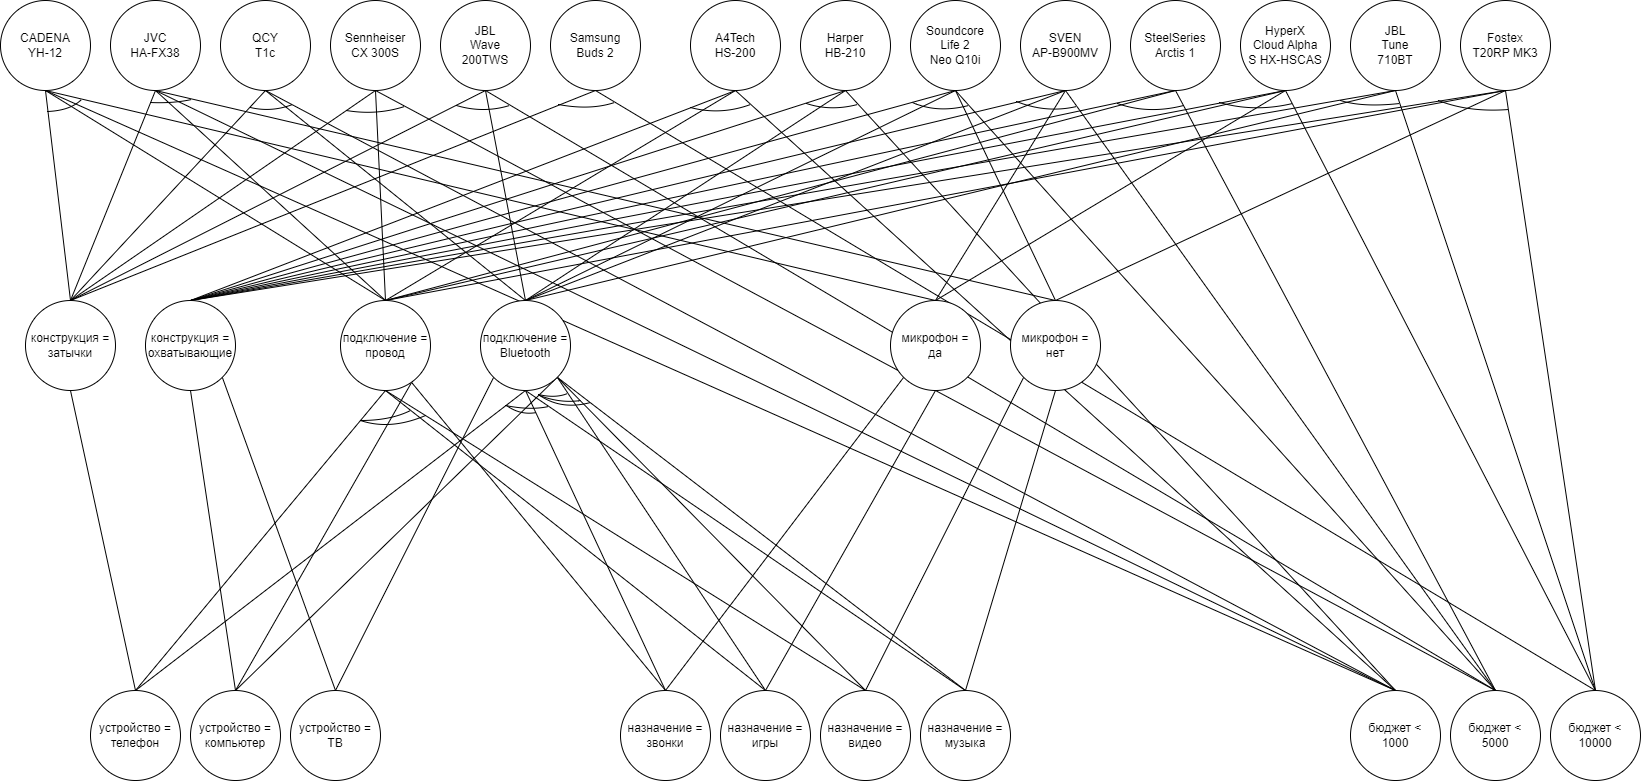 CADENA
YH-12
JVC
HA-FX38
QCY
T1c
Sennheiser
CX 300S
JBL
Wave
200TWS
Samsung
Buds 2
A4Tech
HS-200
Harper
HB-210
Soundcore
Life 2
Neo Q10i
SVEN
AP-B900MV
SteelSeries
Arctis 1
HyperX
Cloud Alpha
S HX-HSCAS
JBL
Tune
710BT
Fostex
T20RP MK3
конструкция =
затычки
конструкция =
охватывающие
подключение =
провод
подключение =
Bluetooth
микрофон =
да
микрофон =
нет
устройство =
телефон
устройство =
компьютер
устройство =
ТВ
назначение =
звонки
назначение =
игры
назначение =
видео
назначение =
музыка
бюджет <
1000
бюджет <
5000
бюджет <
10000